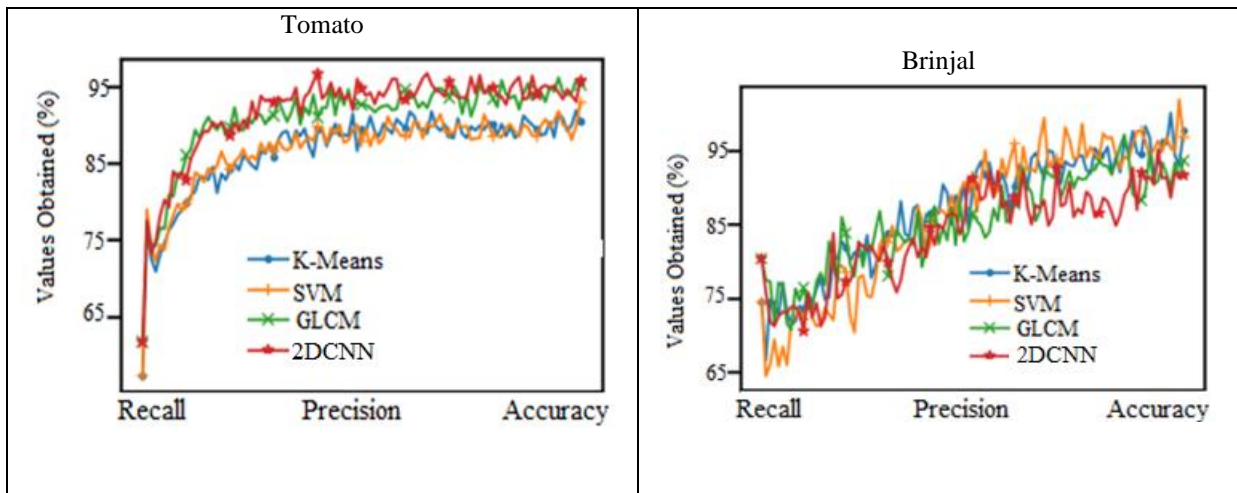 Tomato
Values Obtained (%)
95
85
75
65
K-Means
SVM
GLCM
2DCNN
Recall Precision Accuracy
Brinjal
Values Obtained (%)
95
85
75
65
K-Means
SVM
GLCM
2DCNN
Recall Precision Accuracy